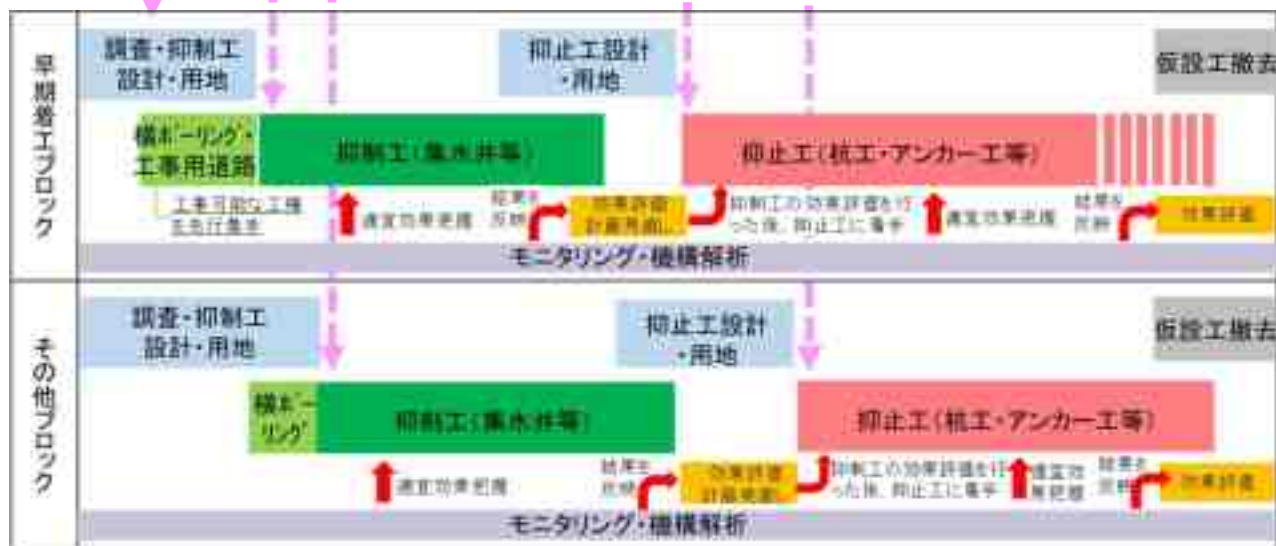 早期着工ブロック
調査・抑制工
設計・用地
抑止工設計
・用地
仮設工撤去
横ボーリング・
工事用道路
抑制工(集水井等)
抑止工(杭工・アンカー工等)
工事可能な工種
を先行着手
適宜効果把握
結果を
反映
効果評価
計画見直し
抑制工の効果評価を行
った後、抑止工に着手
適宜効果把握
結果を
反映
効果評価
モニタリング・機構解析
その他ブロック
調査・抑制工
設計・用地
抑止工設計
・用地
仮設工撤去
横ボー
リング
抑制工(集水井等)
抑止工(杭工・アンカー工等)
適宜効果把握
結果を
反映
効果評価
計画見直し
抑制工の効果評価を行
った後、抑止工に着手
適宜効
果把握
結果を
反映
効果評価
モニタリング・機構解析